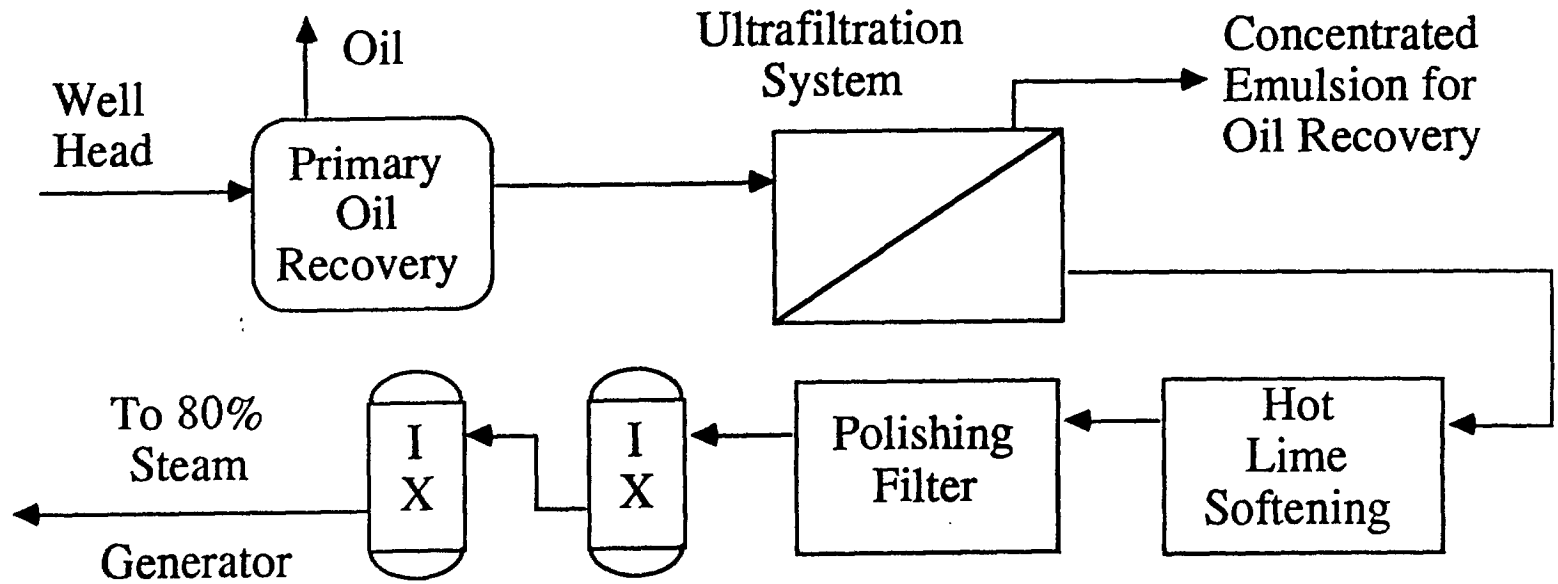 Well
Head
Oil
Primary
Oil
Recovery
Ultrafiltration
System
Concentrated
Emulsion for
Oil Recovery
Hot
Lime
Softening
Polishing
Filter
I
X
I
X
To 80%
Steam
Generator